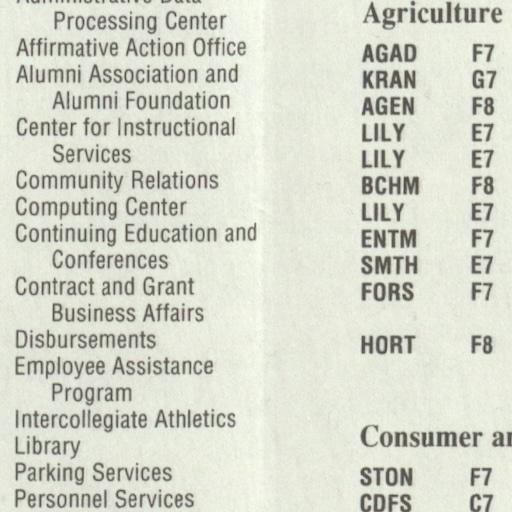 Administrative Data
Processing Center
Affirmative Action Office
Alumni Association and
Alumni Foundation
Center for Instructional
Services
Community Relations
Computing Center
Continuing Education and
Conferences
Contract and Grant
Business Affairs
Disbursements
Employee Assistance
Program
Intercollegiate Athletics
Library
Parking Services
Personnel Services
Agriculture
AGAD F7
KRAN G7
AGEN F8
LILY E7
LILY E7
BCHM F8
LILY E7
ENTM F7
SMTH E7
FORS F7
HORT F8
Consumer
STON F7
CDFS C7